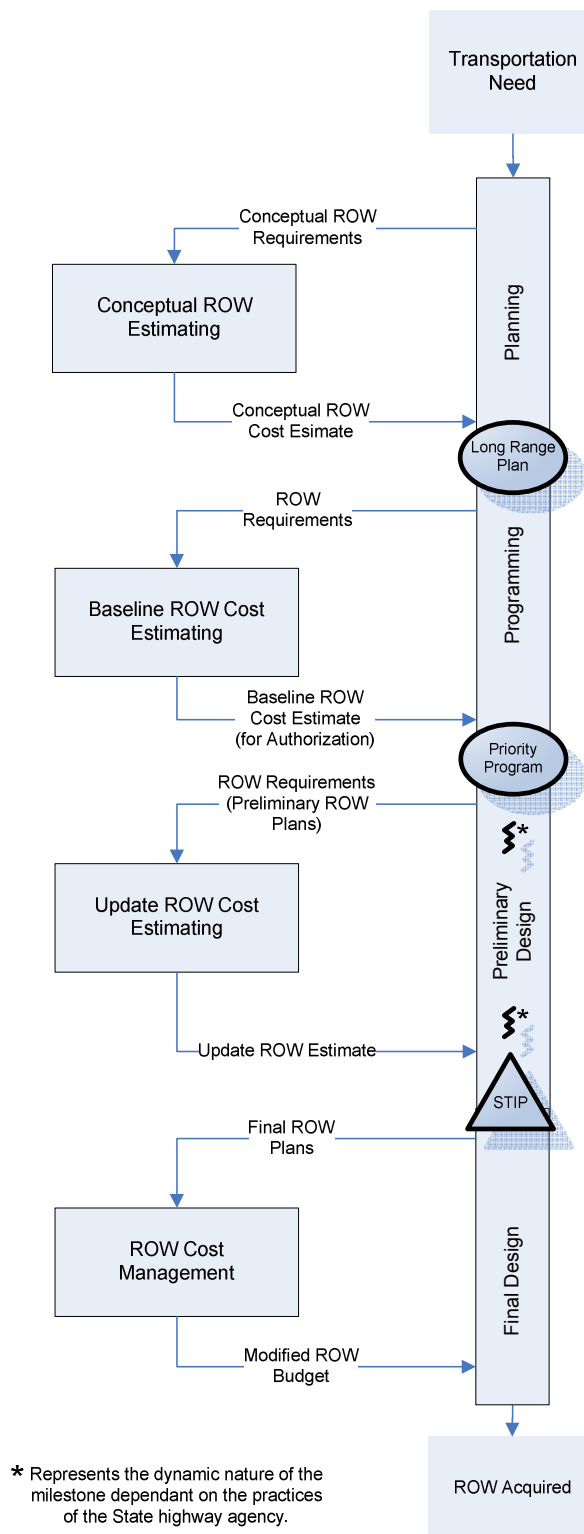 Transportation
Need
Conceptual ROW
Requirements
Conceptual ROW
Estimating
Planning
Conceptual ROW
Cost Esimate
Long Range
Plan
ROW
Requirements
Programming
Baseline ROW Cost
Estimating
Baseline ROW
Cost Estimate
(for Authorization)
Priority
Program
ROW Requirements
(Preliminary ROW
Plans)
*
Update ROW Cost
Estimating
Preliminary
Design
*
Update ROW Estimate
STIP
Final ROW
Plans
ROW Cost
Management
Final Design
Modified ROW
Budget
* Represents the dynamic nature of the
milestone dependant on the practices
of the State highway agency.
ROW Acquired